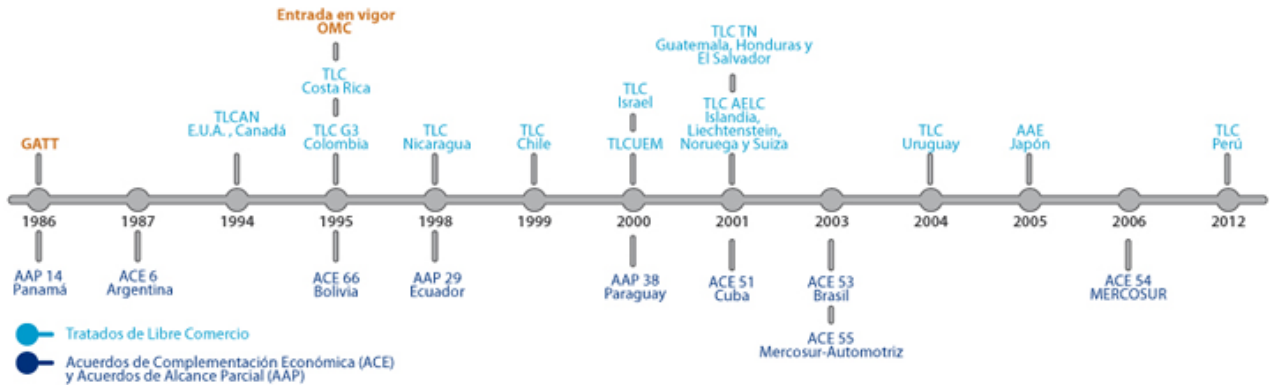 Entrada en vigor
OMC
TLC
Costa Rica
TLC G3
Colombia
GATT
TLCAN
E.U.A. , Canadá
TLC
Nicaragua
TLC
Chile
TLC
Israel
TLCUEM
TLC TN
Guatemala, Honduras y
El Salvador
TLC AELC
Islandia,
Liechtenstein,
Noruega y Suiza
TLC
Uruguay
AAE
Japón
TLC
Perú
1986
1987
1994
1995
1998
1999
2000
2001
2003
2004
2005
2006
2012
AAP 14
Panamá
ACE 6
Argentina
ACE 66
Bolivia
AAP 29
Ecuador
AAP 38
Paraguay
ACE 51
Cuba
ACE 53
Brasil
ACE 55
Mercosur-Automotriz
ACE 54
MERCOSUR
Tratados de Libre Comercio
Acuerdos de Complementación Económica (ACE)
y Acuerdos de Alcance Parcial (AAP)